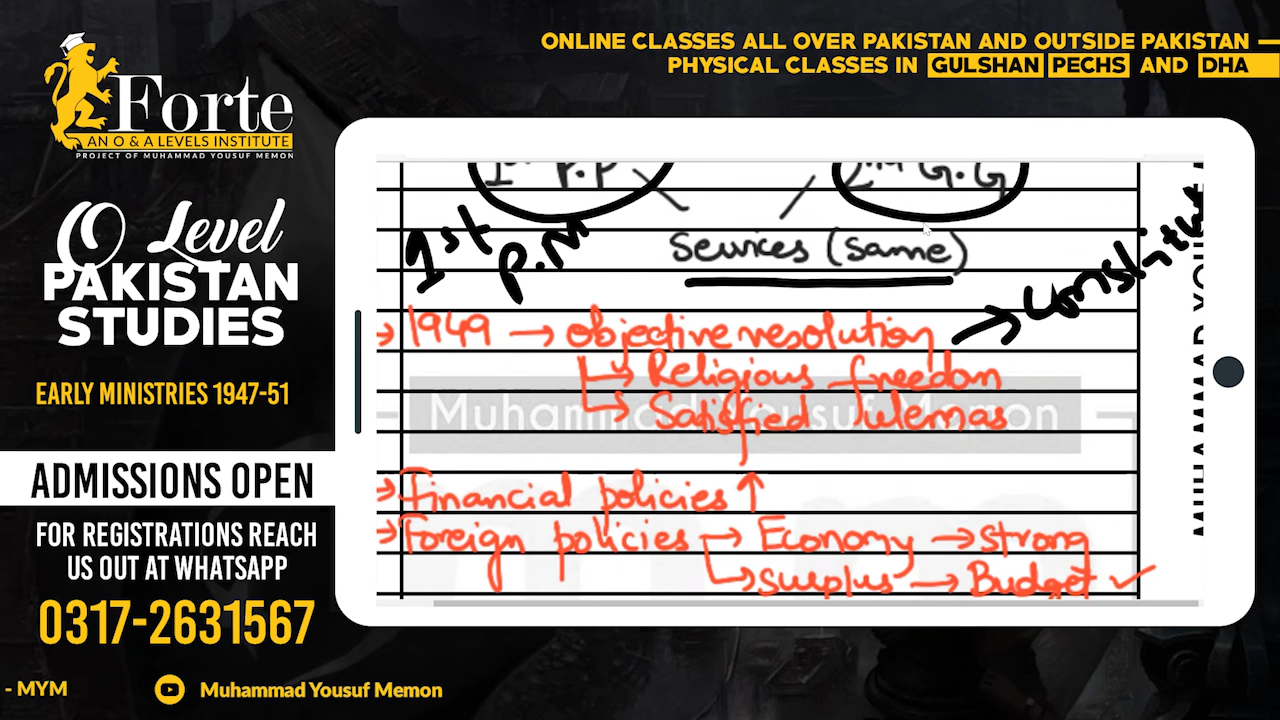 Forte
AN O & A LEVELS INSTITUTE
PROJECT OF MUHAMMAD YOUSUF MEMON
O Level
PAKISTAN
STUDIES
EARLY MINISTRIES 1947-51
ADMISSIONS OPEN
FOR REGISTRATIONS REACH
US OUT AT WHATSAPP
0317-2631567
- MYM
Muhammad Yousuf Memon
ONLINE CLASSES ALL OVER PAKISTAN AND OUTSIDE PAKISTAN
PHYSICAL CLASSES IN GULSHAN PECHS AND DHA
2nd G.G
1st P.M
Services (same)
→ 1949 → objective resolution →
↳ Religious freedom
↳ Satisfied Ulemas
Muhammad Yousuf Memon
→ Financial policies ↑
→ Foreign policies → Economy → strong
↳ surplus → Budget ✓